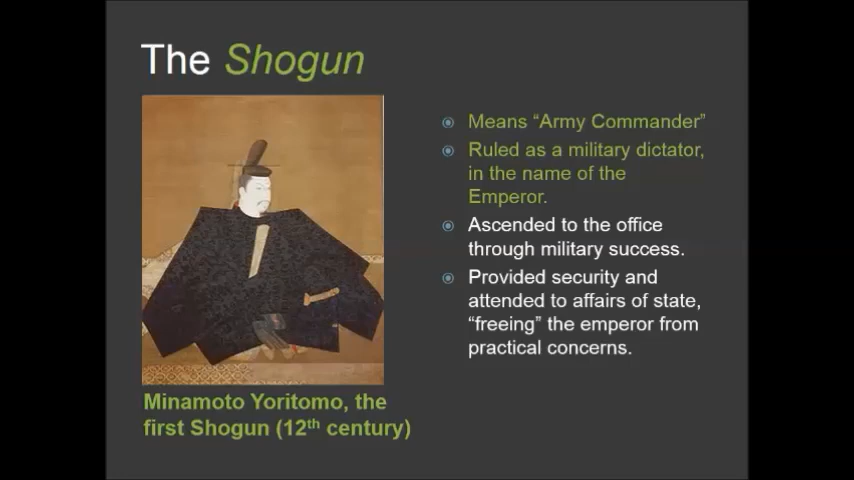 The Shogun
Means “Army Commander”
Ruled as a military dictator,
in the name of the
Emperor.
Ascended to the office
through military success.
Provided security and
attended to affairs of state,
“freeing” the emperor from
practical concerns.
Minamoto Yoritomo, the
first Shogun (12th century)